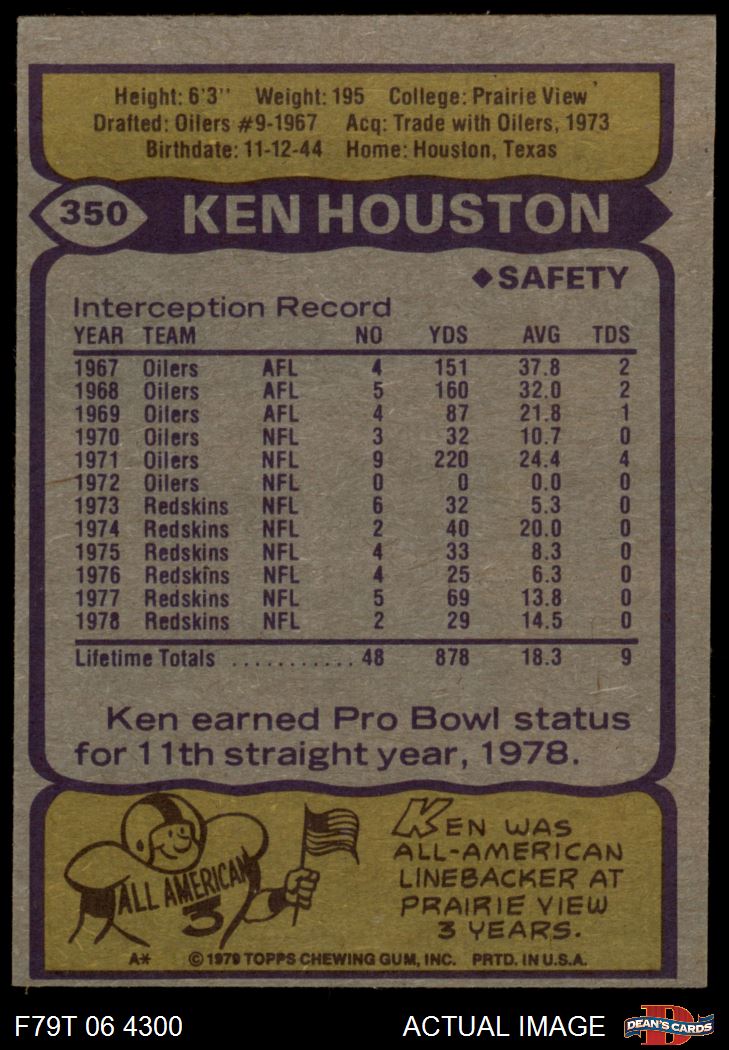 Height: 6'3'' Weight: 195 College: Prairie View
Drafted: Oilers #9-1967 Acq: Trade with Oilers, 1973
Birthdate: 11-12-44 Home: Houston, Texas
350 KEN HOUSTON
◆SAFETY
Interception Record
YEAR TEAM NO YDS AVG TDS
1967 Oilers AFL 4 151 37.8 2
1968 Oilers AFL 5 160 32.0 2
1969 Oilers AFL 4 87 21.8 1
1970 Oilers NFL 3 32 10.7 0
1971 Oilers NFL 9 220 24.4 4
1972 Oilers NFL 0 0 0.0 0
1973 Redskins NFL 6 32 5.3 0
1974 Redskins NFL 2 40 20.0 0
1975 Redskins NFL 4 33 8.3 0
1976 Redskins NFL 4 25 6.3 0
1977 Redskins NFL 5 69 13.8 0
1978 Redskins NFL 2 29 14.5 0
Lifetime Totals ........... 48 878 18.3 9
Ken earned Pro Bowl status
for 11th straight year, 1978.
ALL AMERICAN
3
KEN WAS
ALL-AMERICAN
LINEBACKER AT
PRAIRIE VIEW
3 YEARS.
A* ©1979 TOPPS CHEWING GUM, INC. PRTD. IN U.S.A.
F79T 06 4300 ACTUAL IMAGE
D
DEAN'S CARDS